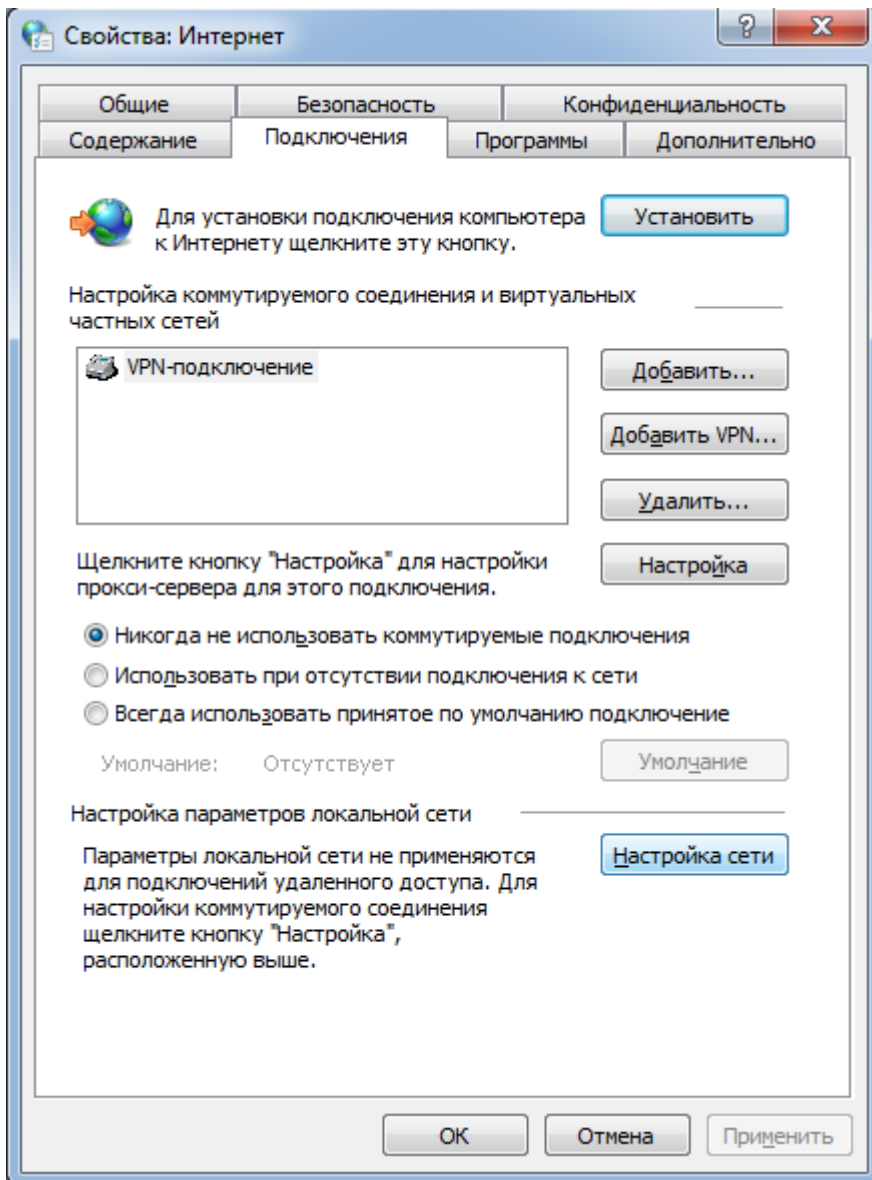 Свойства: Интернет
?
Общие
Безопасность
Конфиденциальность
Содержание
Подключения
Программы
Дополнительно
Для установки подключения компьютера
к Интернету щелкните эту кнопку.
Установить
Настройка коммутируемого соединения и виртуальных
частных сетей
VPN-подключение
Добавить...
Добавить VPN...
Удалить...
Щелкните кнопку "Настройка" для настройки
прокси-сервера для этого подключения.
Настройка
Никогда не использовать коммутируемые подключения
Использовать при отсутствии подключения к сети
Всегда использовать принятое по умолчанию подключение
Умолчание:
Отсутствует
Умолчание
Настройка параметров локальной сети
Параметры локальной сети не применяются
для подключений удаленного доступа. Для
настройки коммутируемого соединения
щелкните кнопку "Настройка",
расположенную выше.
Настройка сети
ОК
Отмена
Применить